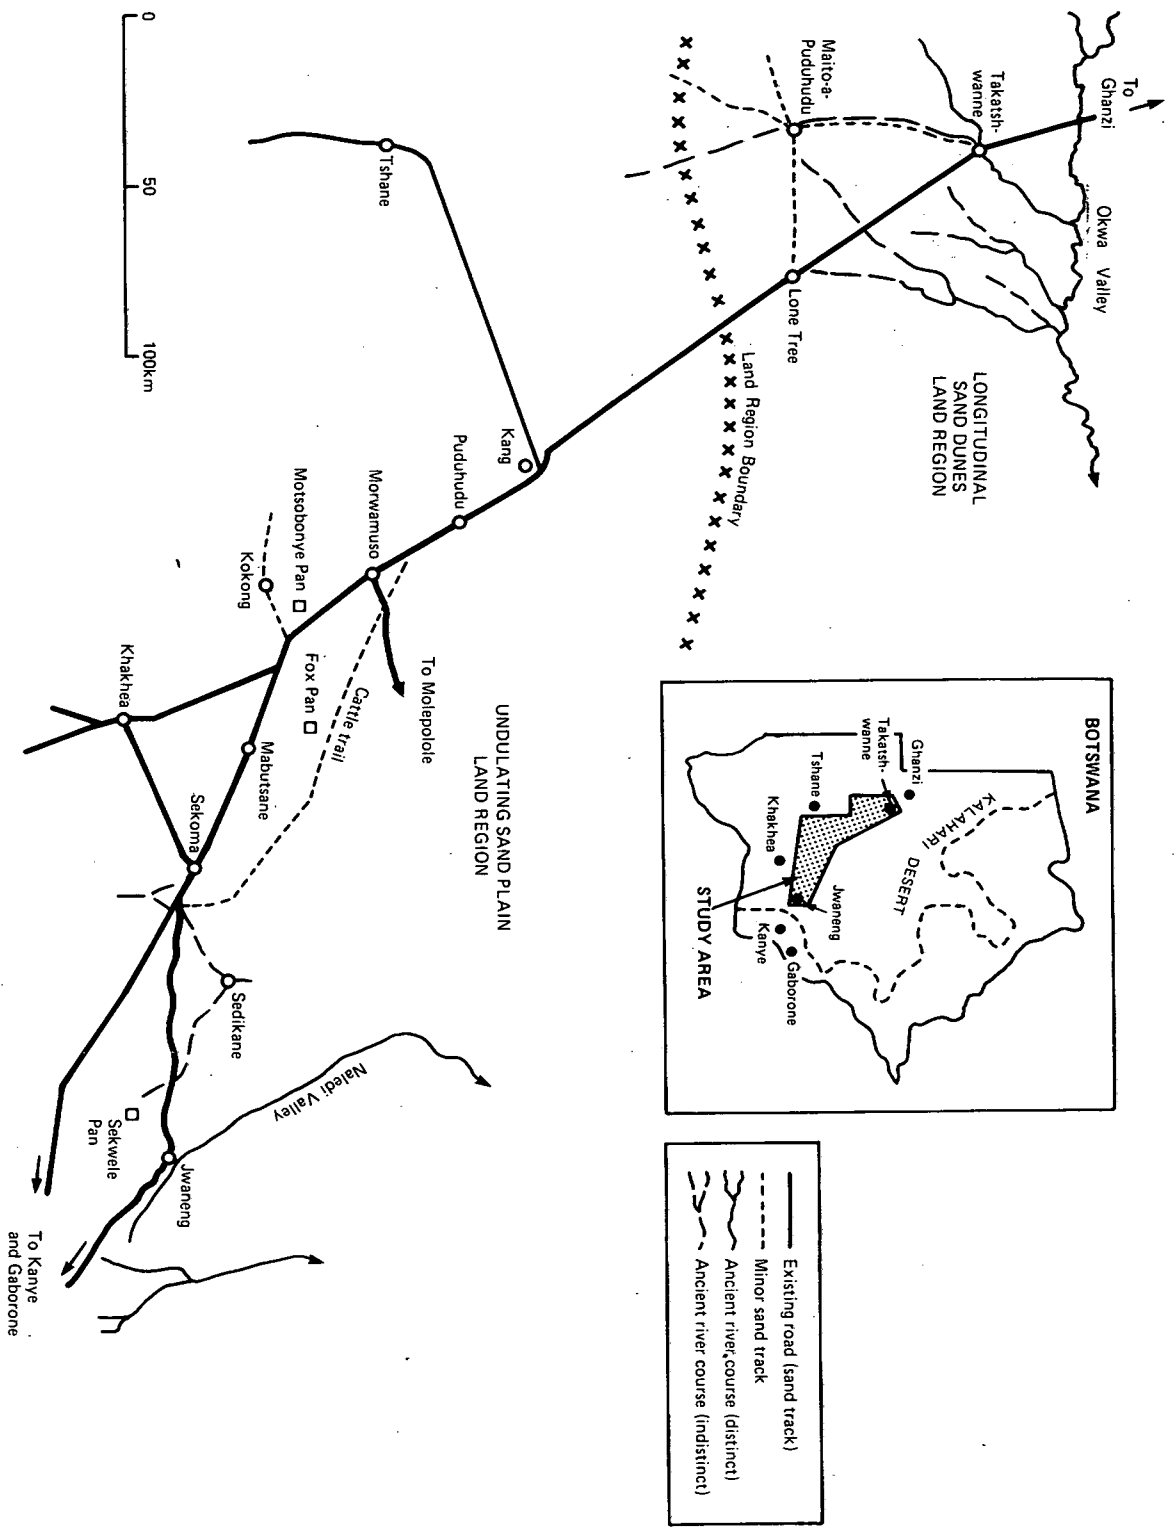 To
Ghanzi
Okwa Valley
Takatsh-
wanne
Maito-a-
Puduhudu
Lone Tree
LONGITUDINAL
SAND DUNES
LAND REGION
Land Region Boundary
Tshane
Kang
Puduhudu
Morwamuso
Motsobonye Pan
Kokong
To Molepolole
Cattle trail
Fox Pan
UNDULATING SAND PLAIN
LAND REGION
Khakhea
Mabutsane
Sekoma
Sedikane
Naledi Valley
Sekwele
Pan
Jwaneng
To Kanye
and Gaborone
0
50
100km
BOTSWANA
Ghanzi
Takatsh-
wanne
Tshane
Khakhea
KALAHARI
DESERT
Jwaneng
Kanye
Gaborone
STUDY AREA
Existing road (sand track)
Minor sand track
Ancient river course (distinct)
Ancient river course (indistinct)